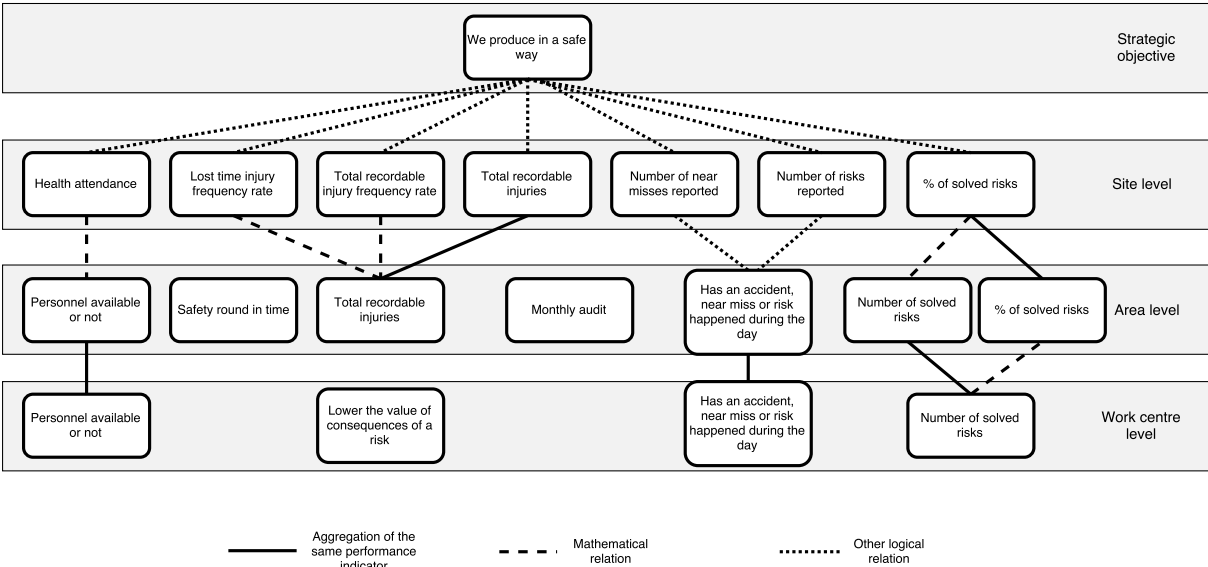 We produce in a safe
way
Strategic
objective
Health attendance
Lost time injury
frequency rate
Total recordable
injury frequency rate
Total recordable
injuries
Number of near
misses reported
Number of risks
reported
% of solved risks
Site level
Personnel available
or not
Safety round in time
Total recordable
injuries
Monthly audit
Has an accident,
near miss or risk
happened during the
day
Number of solved
risks
% of solved risks
Area level
Personnel available
or not
Lower the value of
consequences of a
risk
Has an accident,
near miss or risk
happened during the
day
Number of solved
risks
Work centre
level
Aggregation of the
same performance
indicator
Mathematical
relation
Other logical
relation